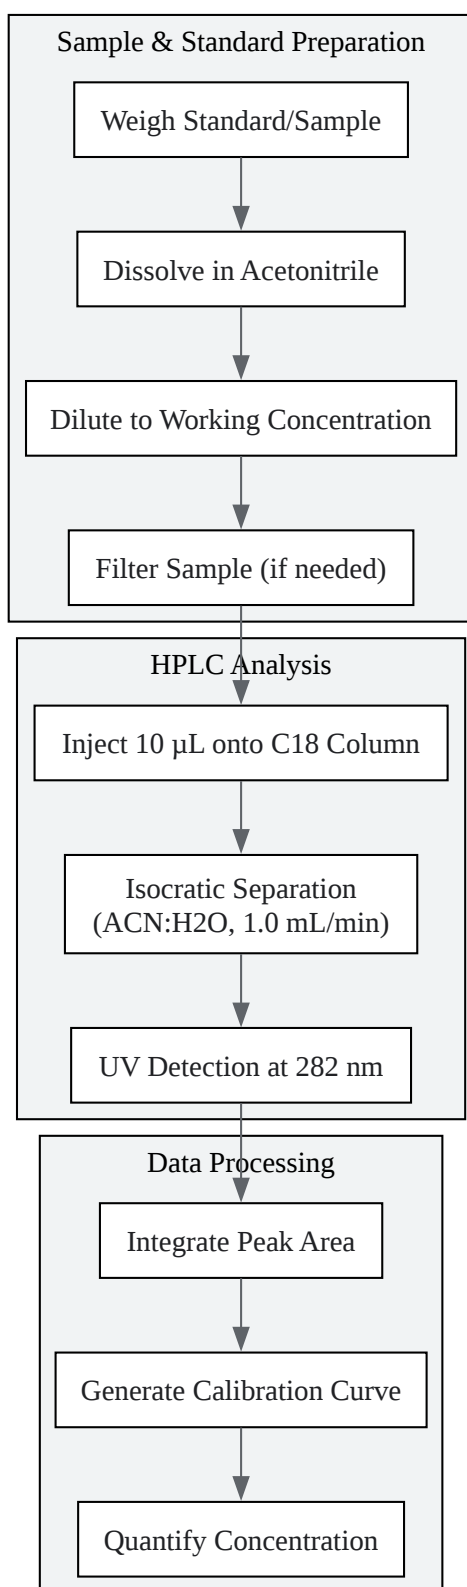 Sample & Standard Preparation
Weigh Standard/Sample
Dissolve in Acetonitrile
Dilute to Working Concentration
Filter Sample (if needed)
HPLC Analysis
Inject 10 µL onto C18 Column
Isocratic Separation
(ACN:H2O, 1.0 mL/min)
UV Detection at 282 nm
Data Processing
Integrate Peak Area
Generate Calibration Curve
Quantify Concentration